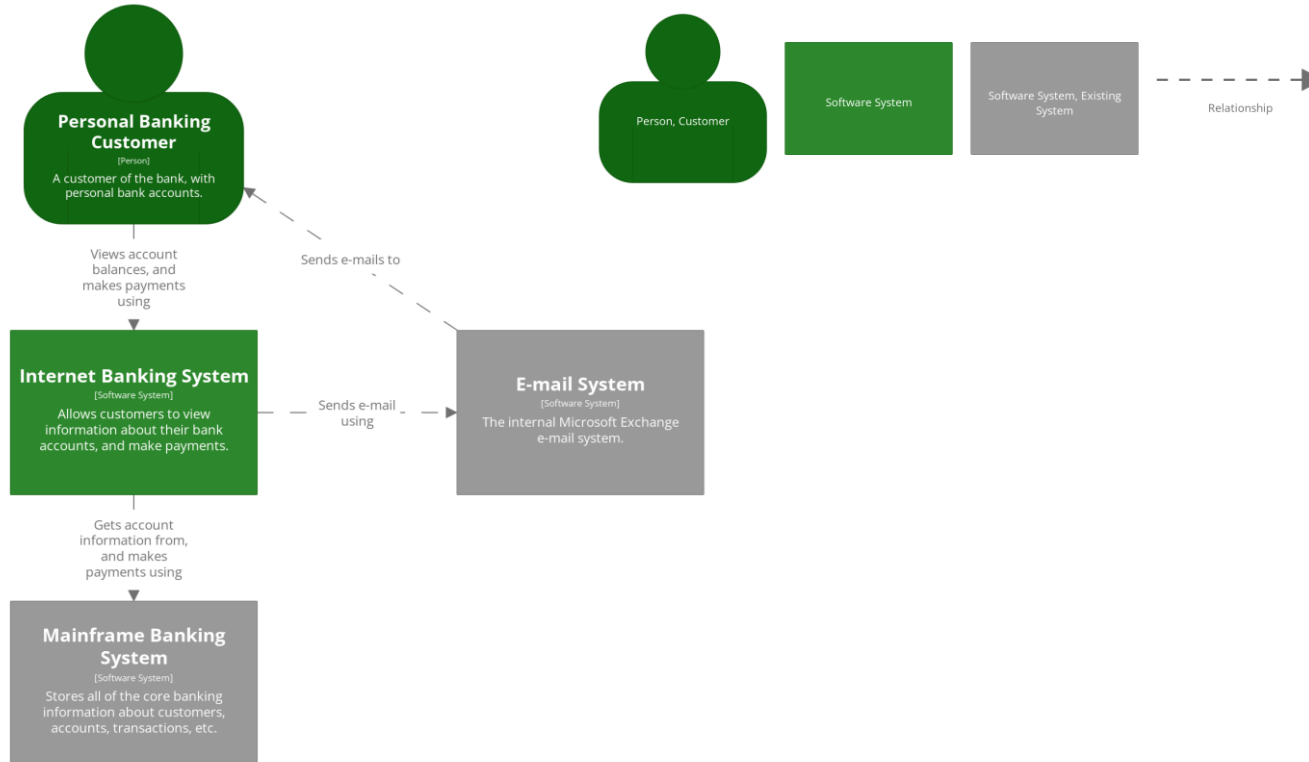 Personal Banking
Customer
[Person]
A customer of the bank, with
personal bank accounts.
Person, Customer
Software System
Software System, Existing
System
Relationship
Views account
balances, and
makes payments
using
Sends e-mails to
Internet Banking System
[Software System]
Allows customers to view
information about their bank
accounts, and make payments.
Sends e-mail
using
E-mail System
[Software System]
The internal Microsoft Exchange
e-mail system.
Gets account
information from,
and makes
payments using
Mainframe Banking
System
[Software System]
Stores all of the core banking
information about customers,
accounts, transactions, etc.